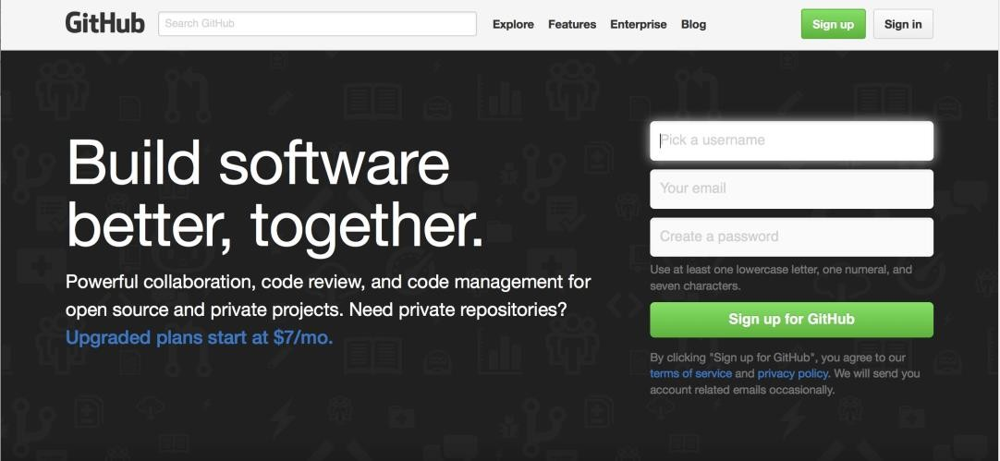 GitHub
Search GitHub
Explore Features Enterprise Blog
Sign up
Sign in
Build software
better, together.
Powerful collaboration, code review, and code management for
open source and private projects. Need private repositories?
Upgraded plans start at $7/mo.
Pick a username
Your email
Create a password
Use at least one lowercase letter, one numeral, and
seven characters.
Sign up for GitHub
By clicking "Sign up for GitHub", you agree to our
terms of service and privacy policy. We will send you
account related emails occasionally.